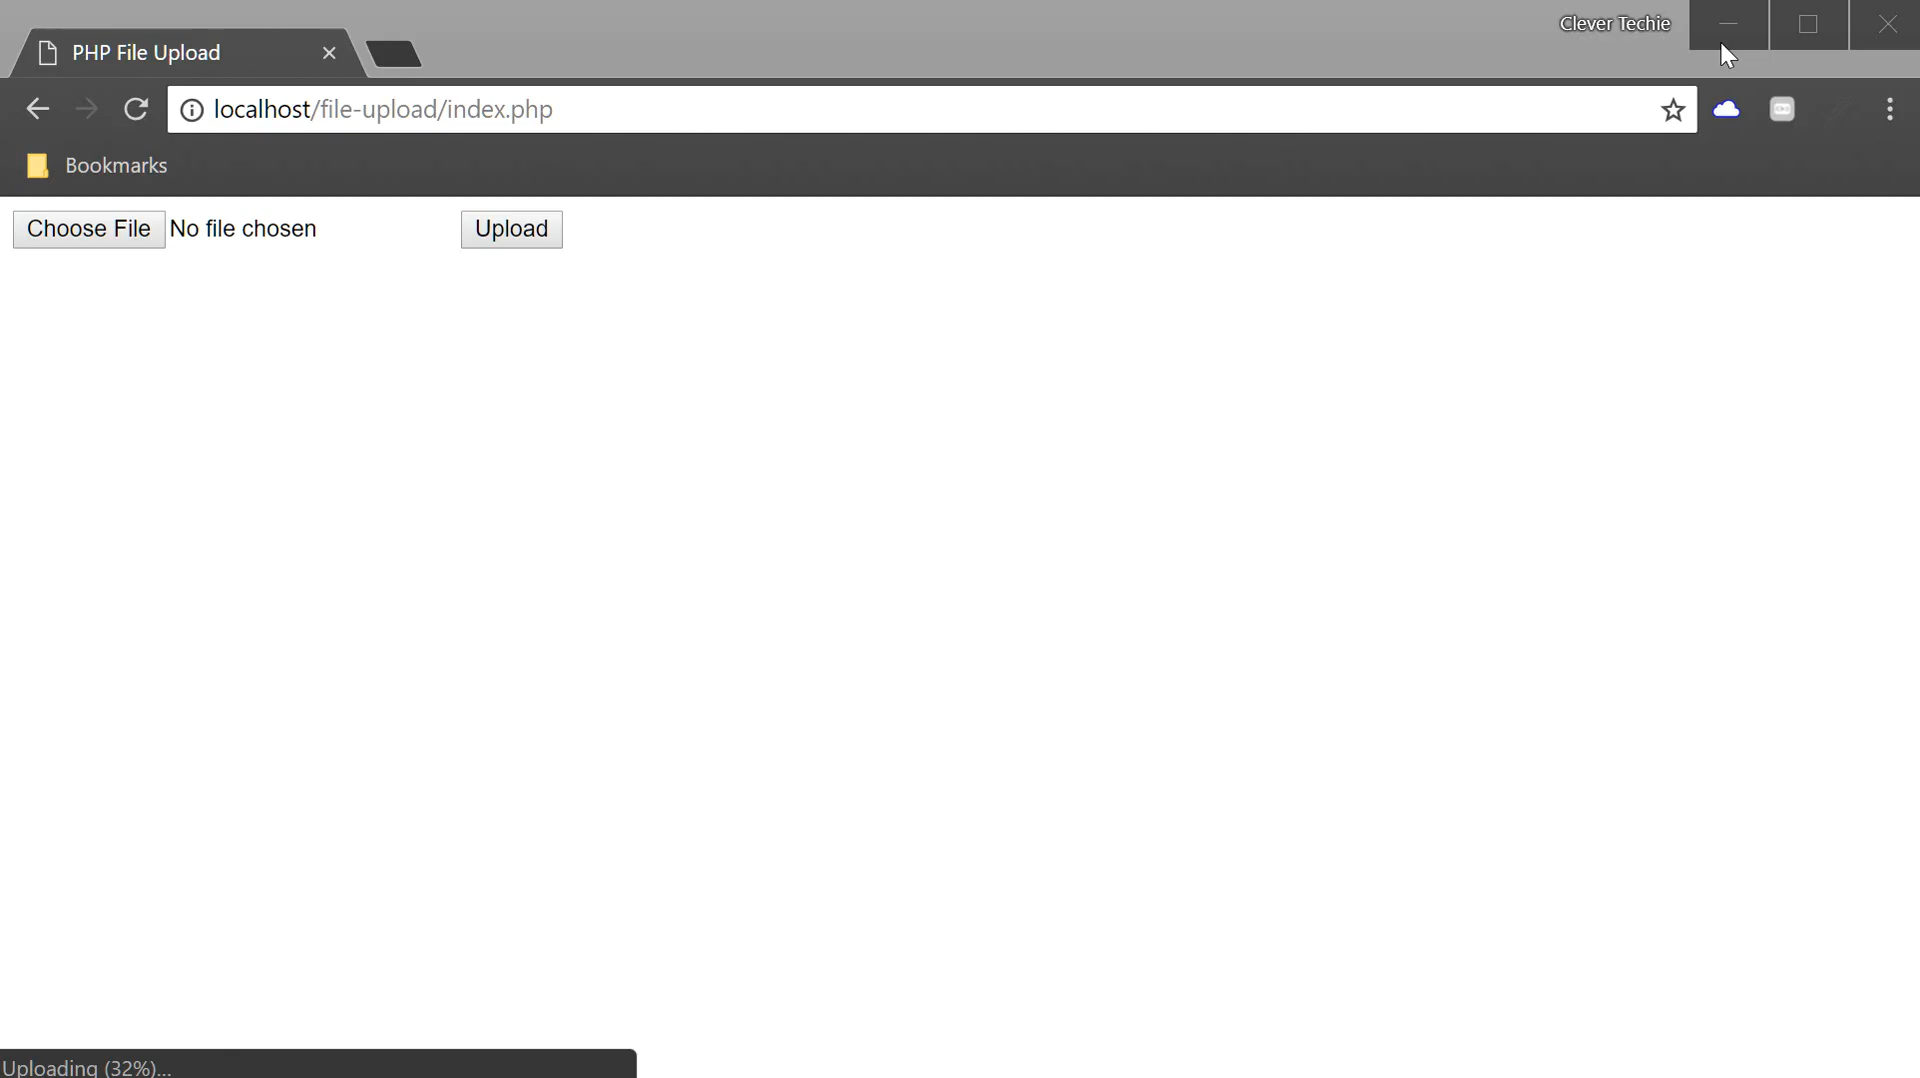 Clever Techie
PHP File Upload
localhost/file-upload/index.php
Bookmarks
Choose File No file chosen Upload
Uploading (32%)...